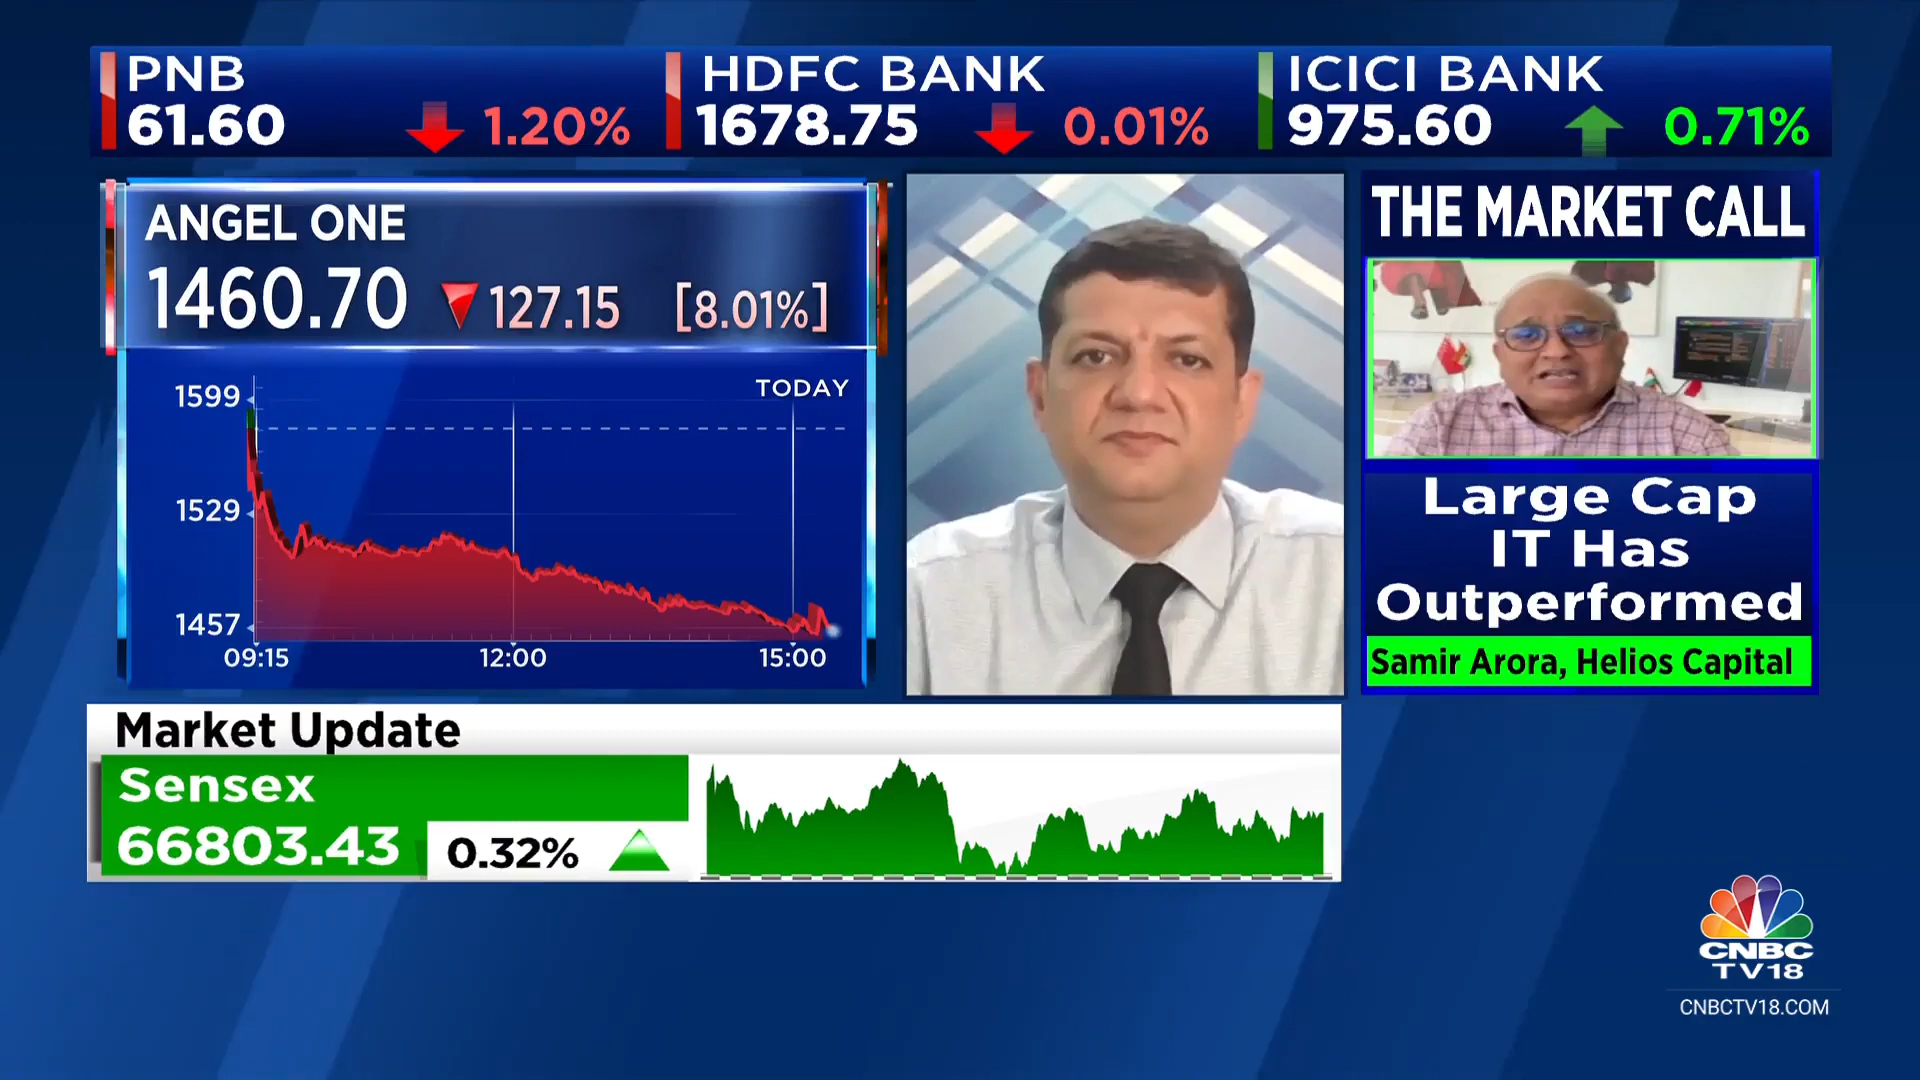 PNB
61.60 1.20%
HDFC BANK
1678.75 0.01%
ICICI BANK
975.60 0.71%
ANGEL ONE
1460.70 127.15 [8.01%]
TODAY
1599
1529
1457
09:15 12:00 15:00
THE MARKET CALL
Large Cap
IT Has
Outperformed
Samir Arora, Helios Capital
Market Update
Sensex
66803.43 0.32%
CNBC
TV18
CNBCTV18.COM